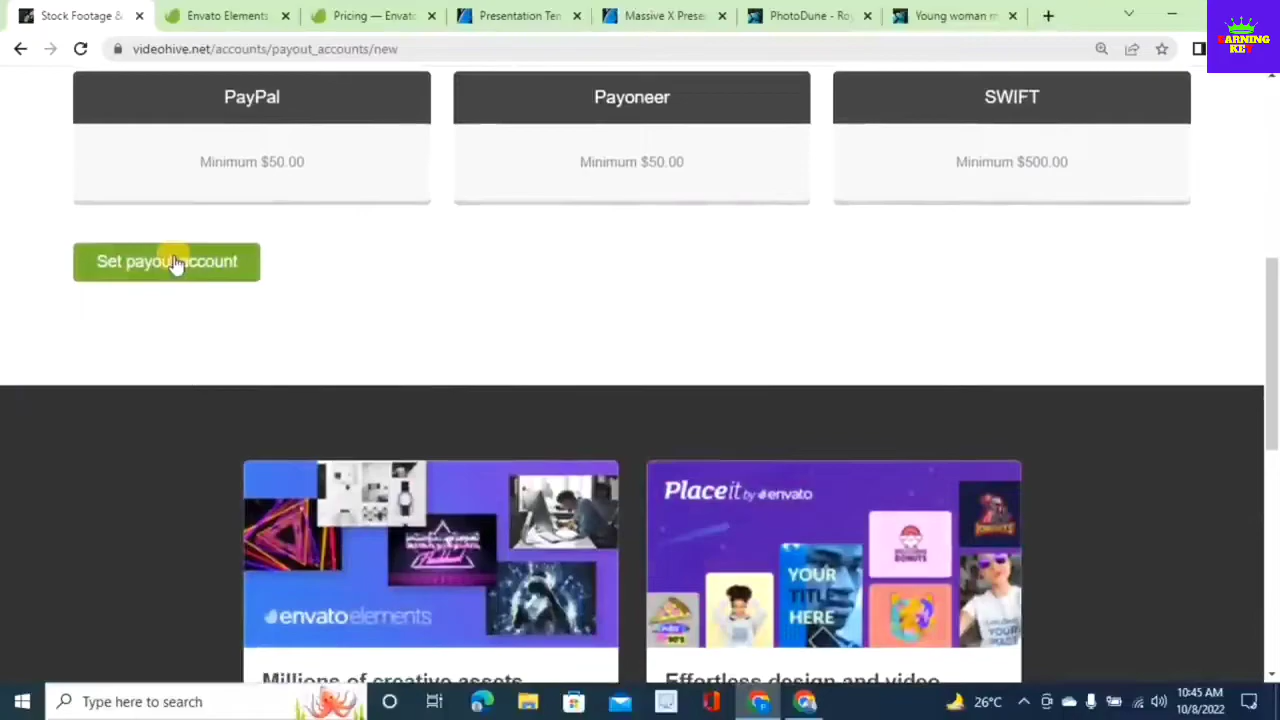 Stock Footage &
Envato Elements
Pricing — Envato
Presentation Ten
Massive X Prese
PhotoDune - Ro
Young woman m
videohive.net/accounts/payout_accounts/new
EARNING
KEY
PayPal
Payoneer
SWIFT
Minimum $50.00
Minimum $50.00
Minimum $500.00
Set payout account
Placeit by envato
envatoelements
YOUR
TITLE
HERE
Millions of creative assets
Effortless design and video
Type here to search
26°C
10:45 AM
10/8/2022